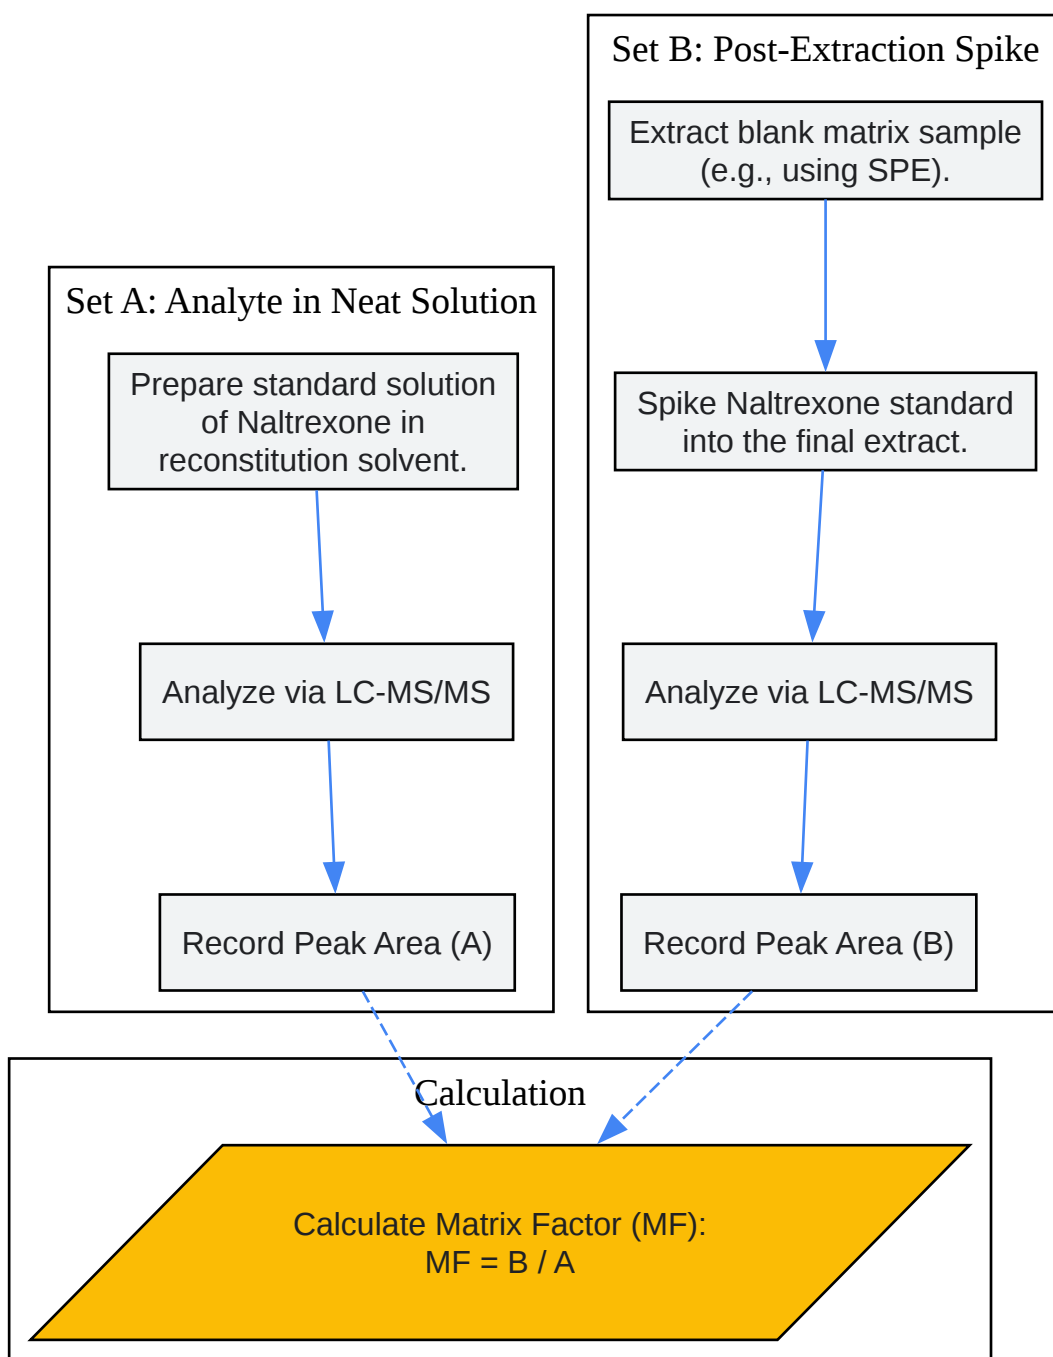 Set B: Post-Extraction Spike
Extract blank matrix sample
(e.g., using SPE).
Spike Naltrexone standard
into the final extract.
Analyze via LC-MS/MS
Record Peak Area (B)
Set A: Analyte in Neat Solution
Prepare standard solution
of Naltrexone in
reconstitution solvent.
Analyze via LC-MS/MS
Record Peak Area (A)
Calculation
Calculate Matrix Factor (MF):
MF = B / A